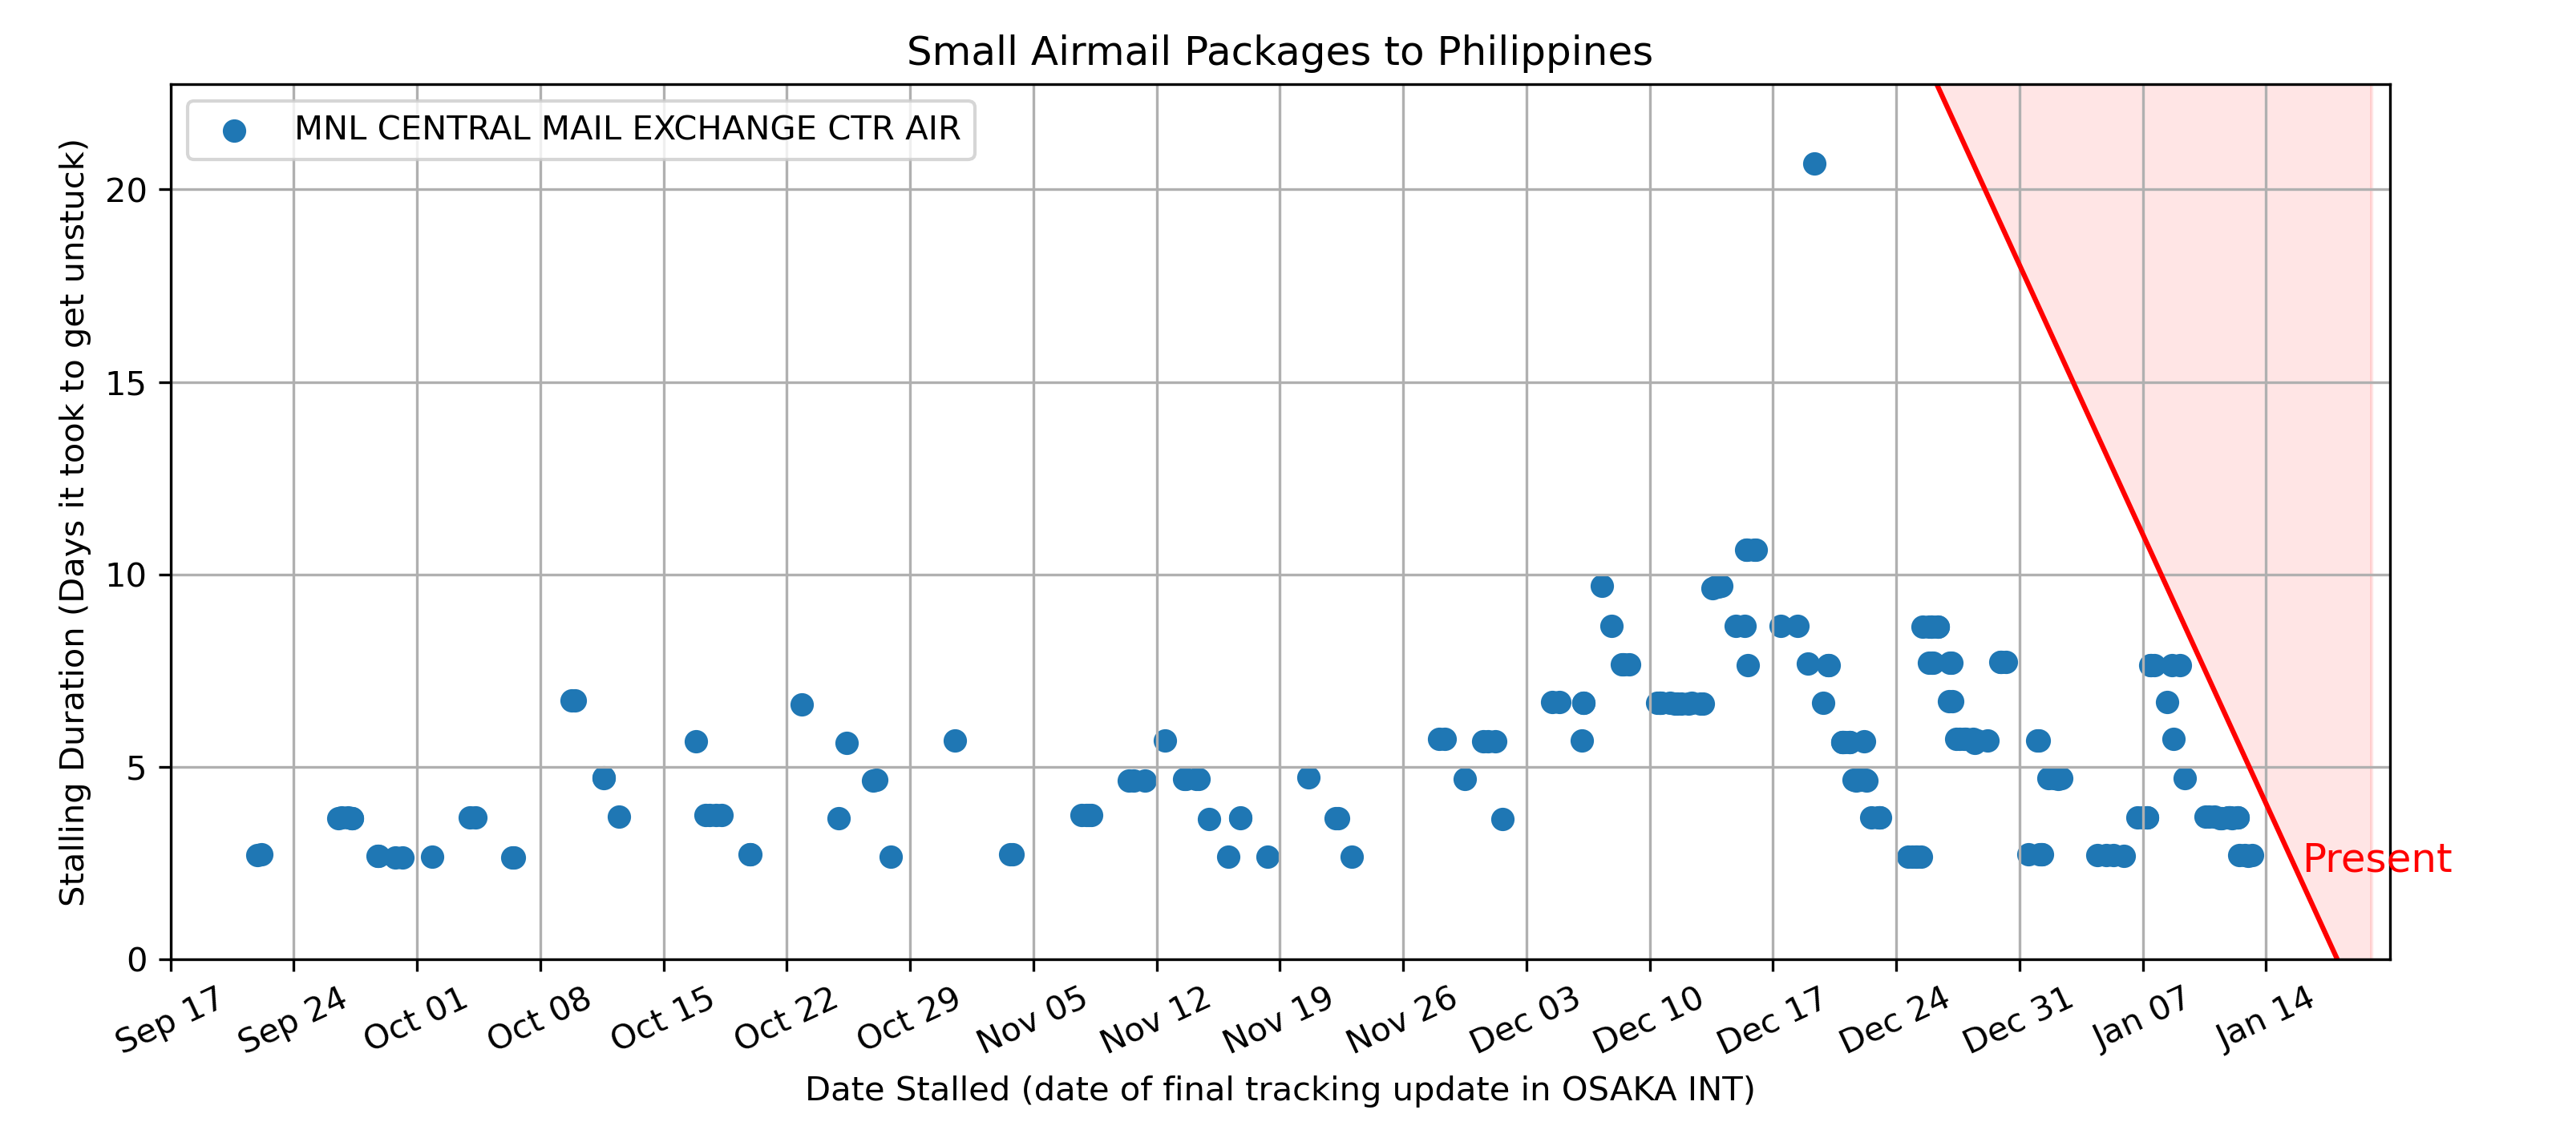 Small Airmail Packages to Philippines
MNL CENTRAL MAIL EXCHANGE CTR AIR
Stalling Duration (Days it took to get unstuck)
20
15
10
5
0
Present
Sep 17 Sep 24 Oct 01 Oct 08 Oct 15 Oct 22 Oct 29 Nov 05 Nov 12 Nov 19 Nov 26 Dec 03 Dec 10 Dec 17 Dec 24 Dec 31 Jan 07 Jan 14
Date Stalled (date of final tracking update in OSAKA INT)